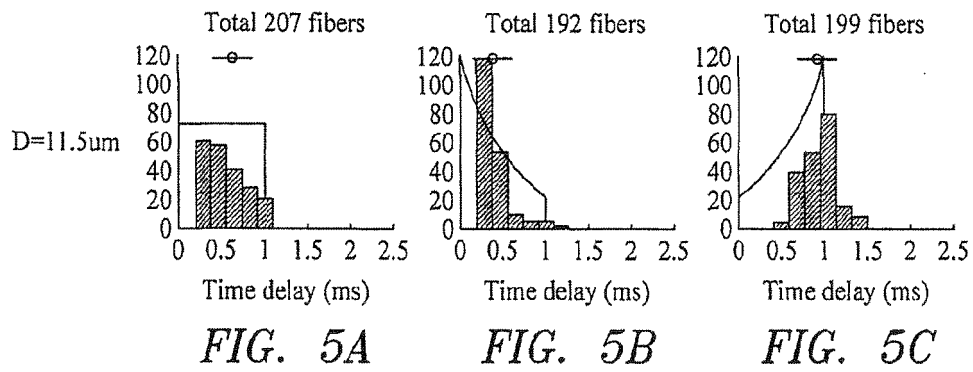 Total 207 fibers
Total 192 fibers
Total 199 fibers
D=11.5um
120
100
80
60
40
20
0
0 0.5 1 1.5 2 2.5
Time delay (ms)
120
100
80
60
40
20
0
0 0.5 1 1.5 2 2.5
Time delay (ms)
120
100
80
60
40
20
0
0 0.5 1 1.5 2 2.5
Time delay (ms)
FIG. 5A
FIG. 5B
FIG. 5C